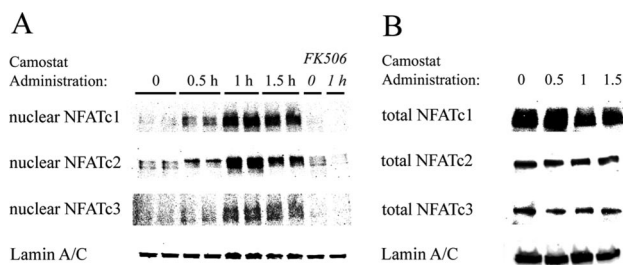 A
B
FK506
Camostat
Administration: 0 0.5 h 1 h 1.5 h 0 1 h
nuclear NFATc1
nuclear NFATc2
nuclear NFATc3
Lamin A/C
Camostat
Administration: 0 0.5 1 1.5
total NFATc1
total NFATc2
total NFATc3
Lamin A/C